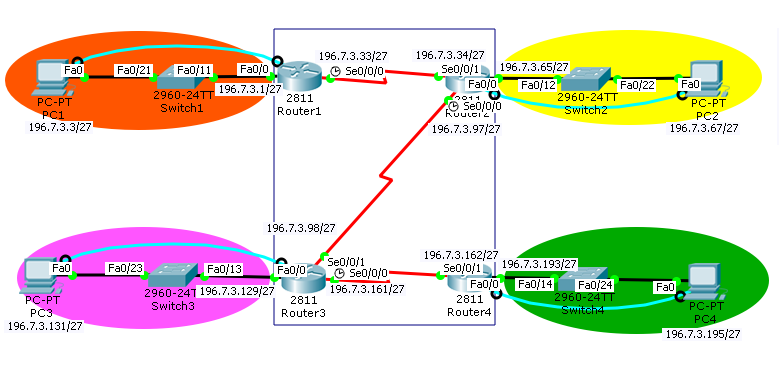 196.7.3.33/27
196.7.3.34/27
Fa0
Fa0/21
Fa0/11
Fa0/0
Se0/0/0
Se0/0/1
196.7.3.65/27
Fa0/0
Fa0/12
Fa0/22
Fa0
PC-PT
PC1
2960-24TT
Switch1
196.7.3.1/27
2811
Router1
2811
Router2
Se0/0/0
2960-24TT
Switch2
PC-PT
PC2
196.7.3.3/27
196.7.3.97/27
196.7.3.67/27
196.7.3.98/27
196.7.3.162/27
196.7.3.193/27
Fa0
Fa0/23
Fa0/13
Fa0/0
Se0/0/1
Se0/0/0
Se0/0/1
Fa0/0
Fa0/14
Fa0/24
Fa0
PC-PT
PC3
2960-24TT
Switch3
196.7.3.129/27
2811
Router3
196.7.3.161/27
2811
Router4
2960-24TT
Switch4
PC-PT
PC4
196.7.3.131/27
196.7.3.195/27